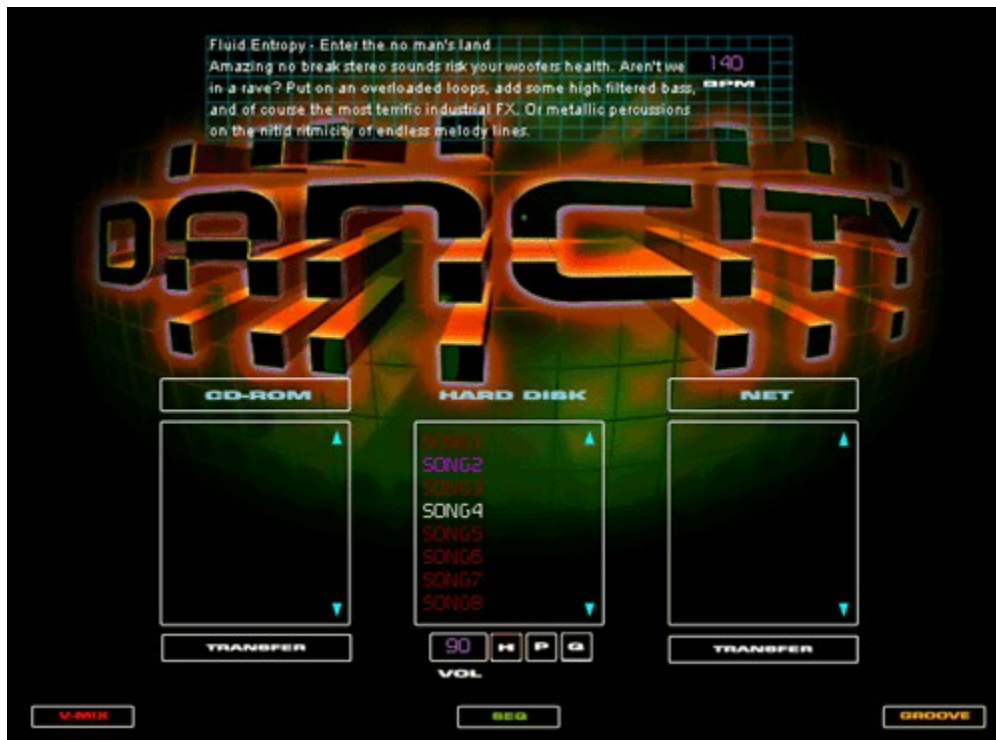 Fluid Entropy - Enter the no man's land
Amazing no break stereo sounds risk your woofers health. Aren't we
in a rave? Put on an overloaded loops, add some high filtered bass,
and of course the most terrific industrial FX. Or metallic percussions
on the nitid ritmicity of endless melody lines.
140
BPM
DANCITY
CD-ROM
HARD DISK
NET
SONG1
SONG2
SONG3
SONG4
SONG5
SONG6
SONG7
SONG8
TRANSFER
90 H P Q
TRANSFER
VOL
V-MIX
SEQ
GROOVE